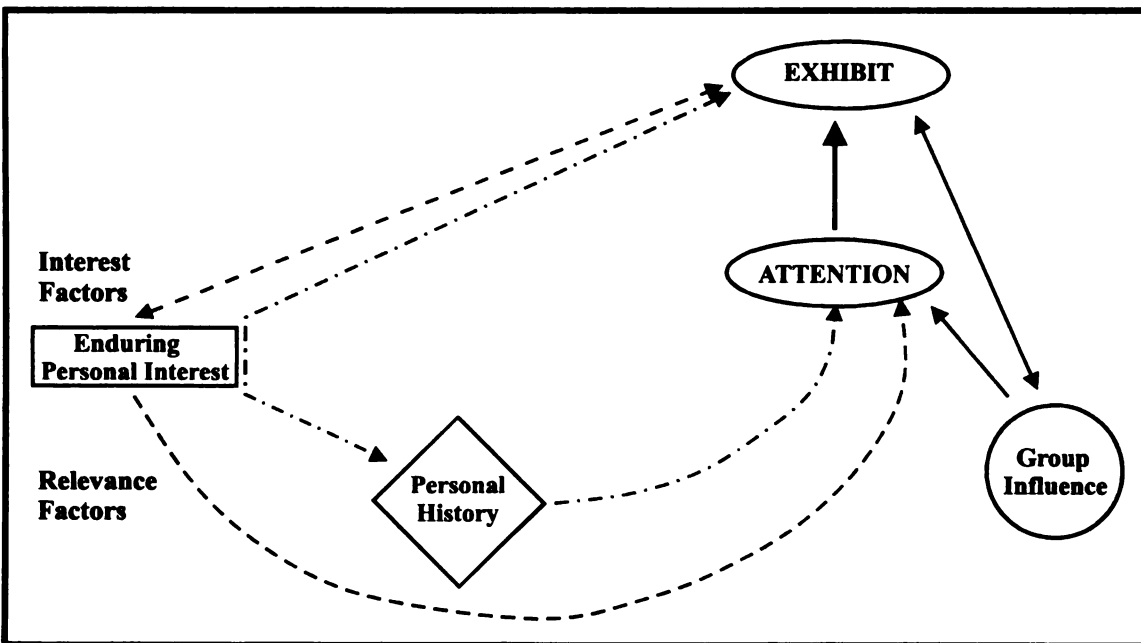 EXHIBIT
Interest
Factors
ATTENTION
Enduring
Personal Interest
Relevance
Factors
Personal
History
Group
Influence